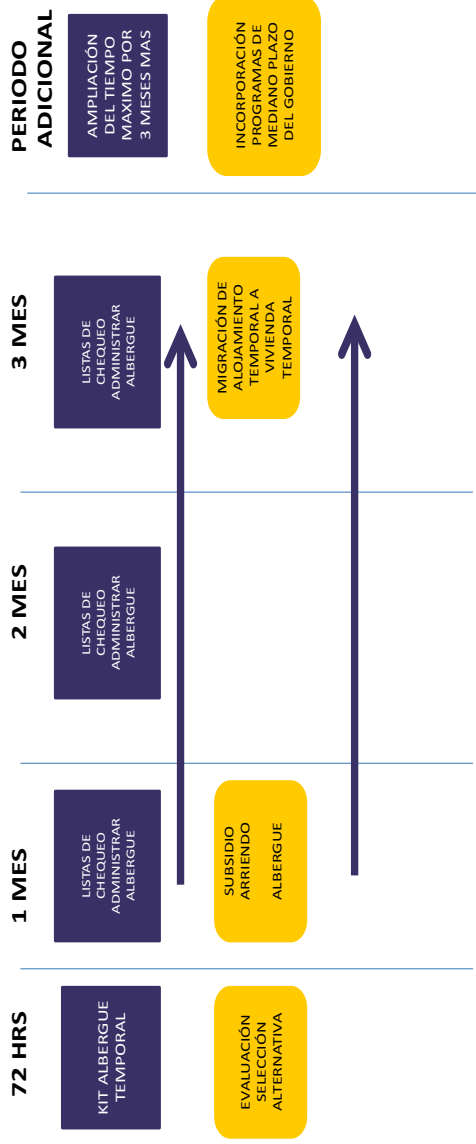 72 HRS
1 MES
2 MES
3 MES
PERIODO
ADICIONAL
KIT ALBERGUE
TEMPORAL
LISTAS DE
CHEQUEO
ADMINISTRAR
ALBERGUE
LISTAS DE
CHEQUEO
ADMINISTRAR
ALBERGUE
LISTAS DE
CHEQUEO
ADMINISTRAR
ALBERGUE
AMPLIACIÓN
DEL TIEMPO
MAXIMO POR
3 MESES MAS
EVALUACIÓN
SELECCIÓN
ALTERNATIVA
SUBSIDIO
ARRIENDO
ALBERGUE
MIGRACIÓN DE
ALOJAMIENTO
TEMPORAL A
VIVIENDA
TEMPORAL
INCORPORACIÓN
PROGRAMAS DE
MEDIANO PLAZO
DEL GOBIERNO